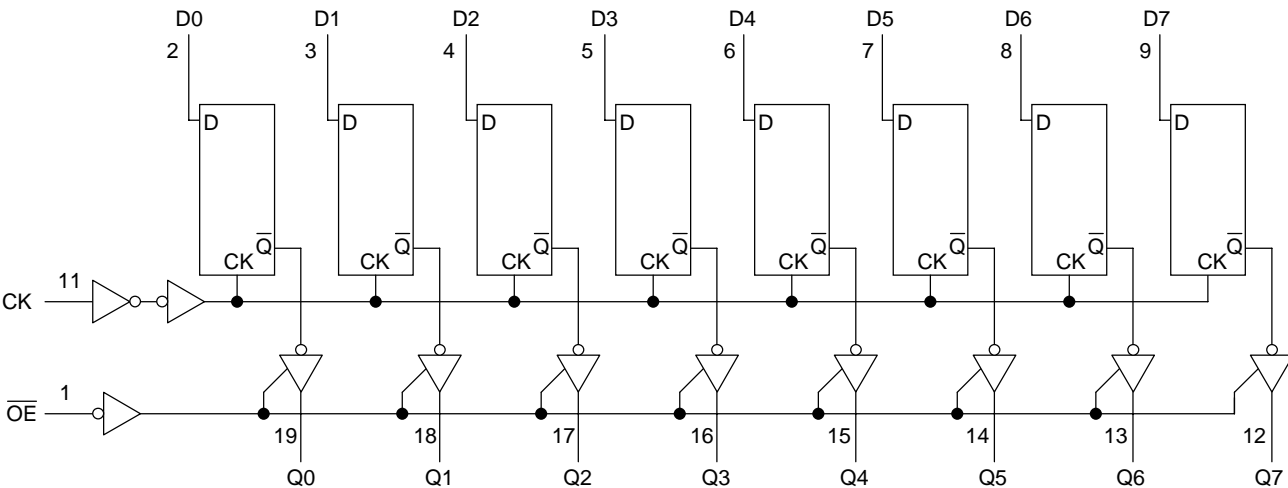 D0 D1 D2 D3 D4 D5 D6 D7
2 3 4 5 6 7 8 9
D D D D D D D D
Q̅ Q̅ Q̅ Q̅ Q̅ Q̅ Q̅ Q̅
CK CK CK CK CK CK CK CK
11
CK
1
O̅E̅
19 18 17 16 15 14 13 12
Q0 Q1 Q2 Q3 Q4 Q5 Q6 Q7